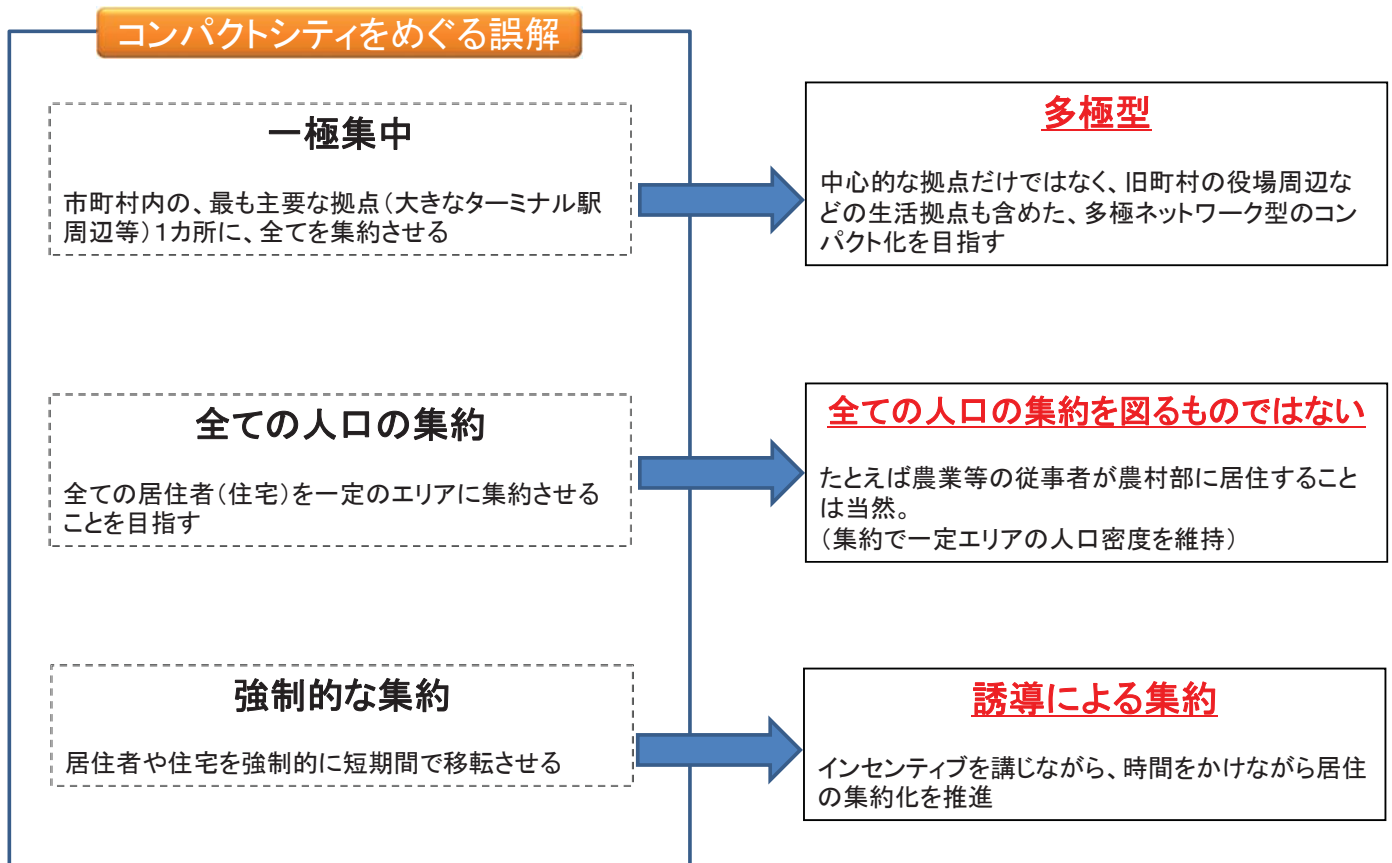 コンパクトシティをめぐる誤解
一極集中
市町村内の、最も主要な拠点（大きなターミナル駅
周辺等）１カ所に、全てを集約させる
多極型
中心的な拠点だけではなく、旧町村の役場周辺な
どの生活拠点も含めた、多極ネットワーク型のコン
パクト化を目指す
全ての人口の集約
全ての居住者（住宅）を一定のエリアに集約させる
ことを目指す
全ての人口の集約を図るものではない
たとえば農業等の従事者が農村部に居住すること
は当然。
（集約で一定エリアの人口密度を維持）
強制的な集約
居住者や住宅を強制的に短期間で移転させる
誘導による集約
インセンティブを講じながら、時間をかけながら居住
の集約化を推進